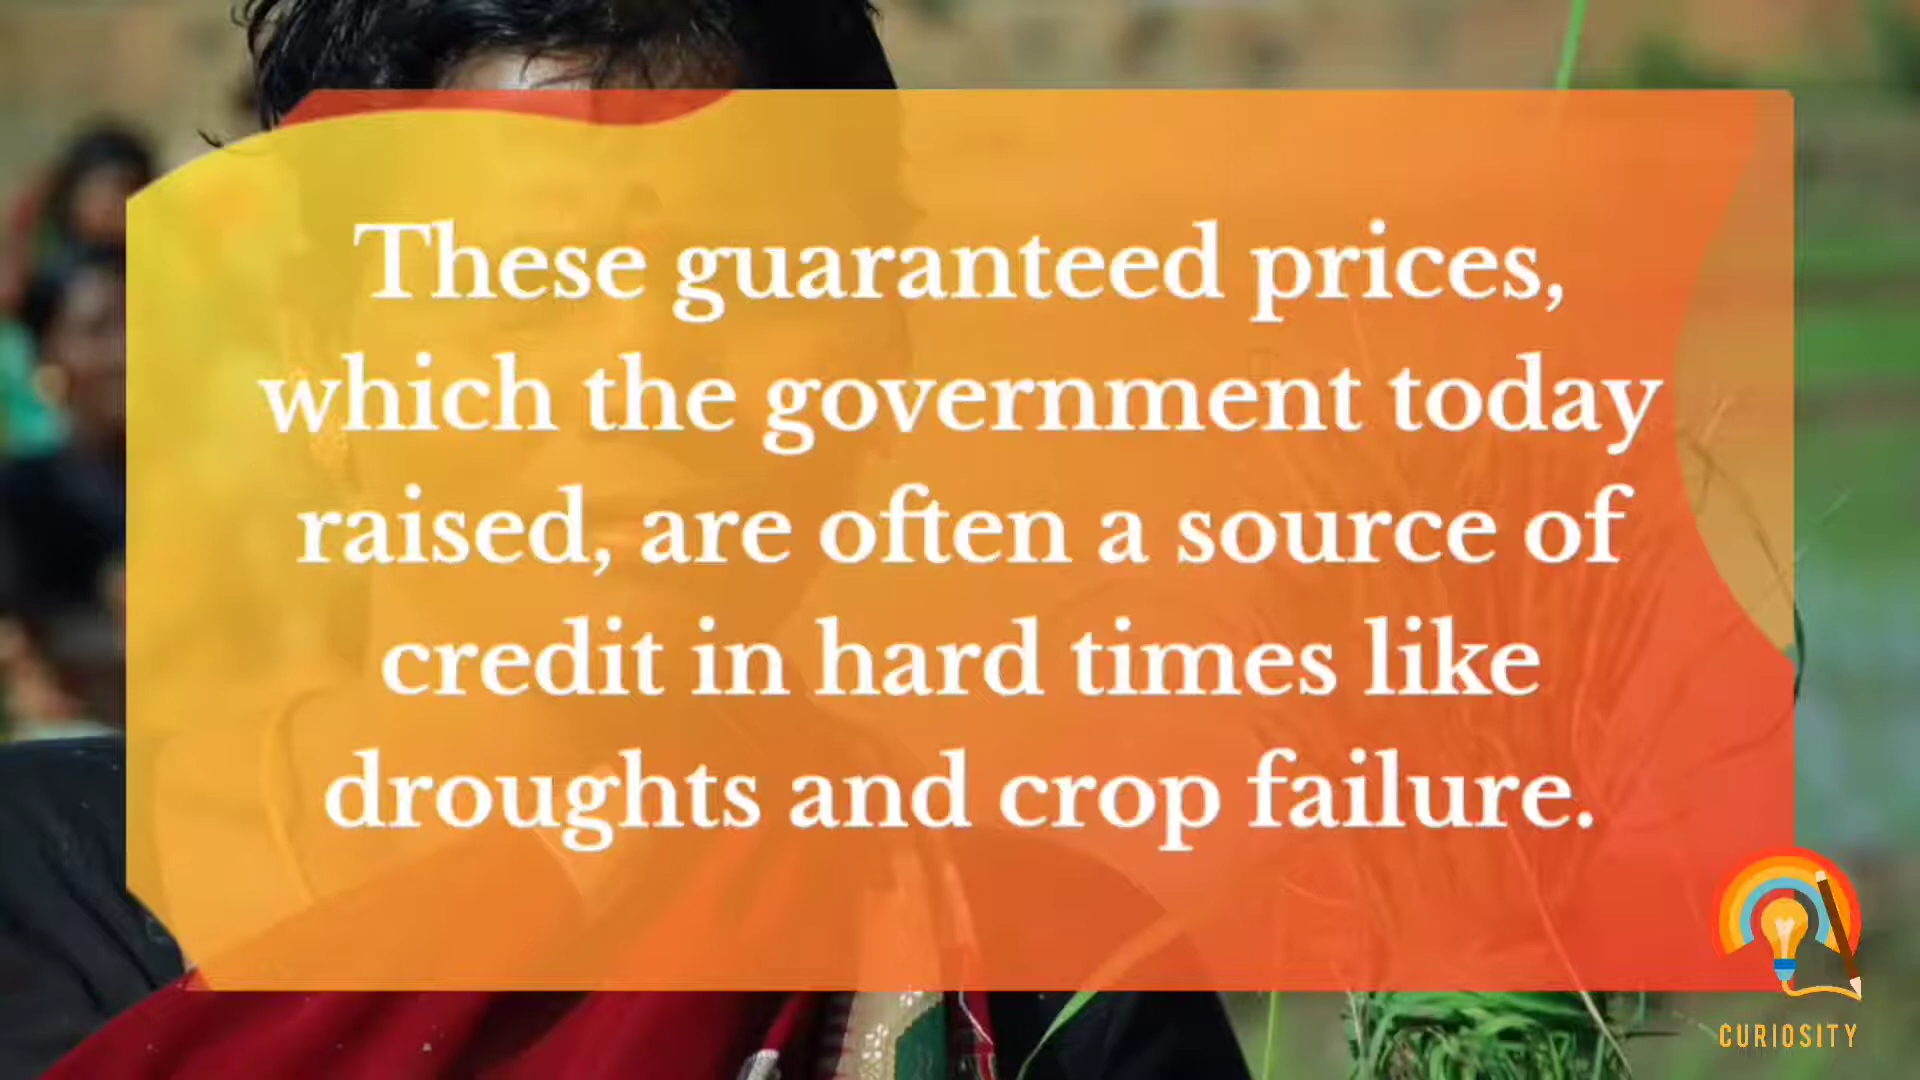 These guaranteed prices,
which the government today
raised, are often a source of
credit in hard times like
droughts and crop failure.
CURIOSITY